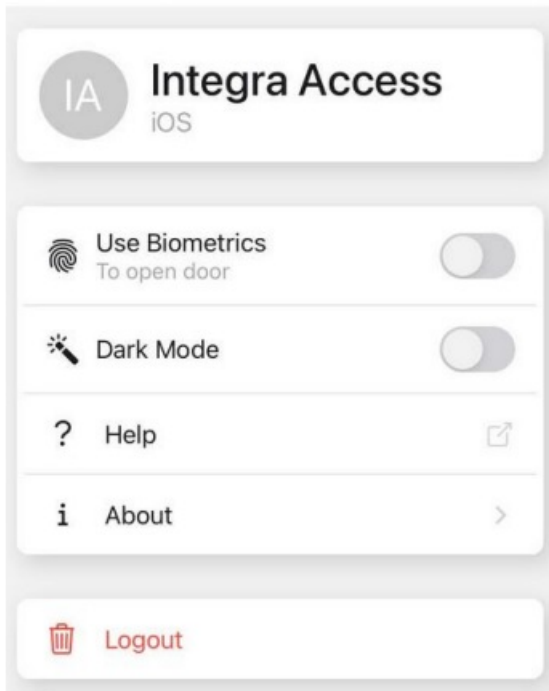 IA
Integra Access
iOS
Use Biometrics
To open door
Dark Mode
? Help
i About
Logout